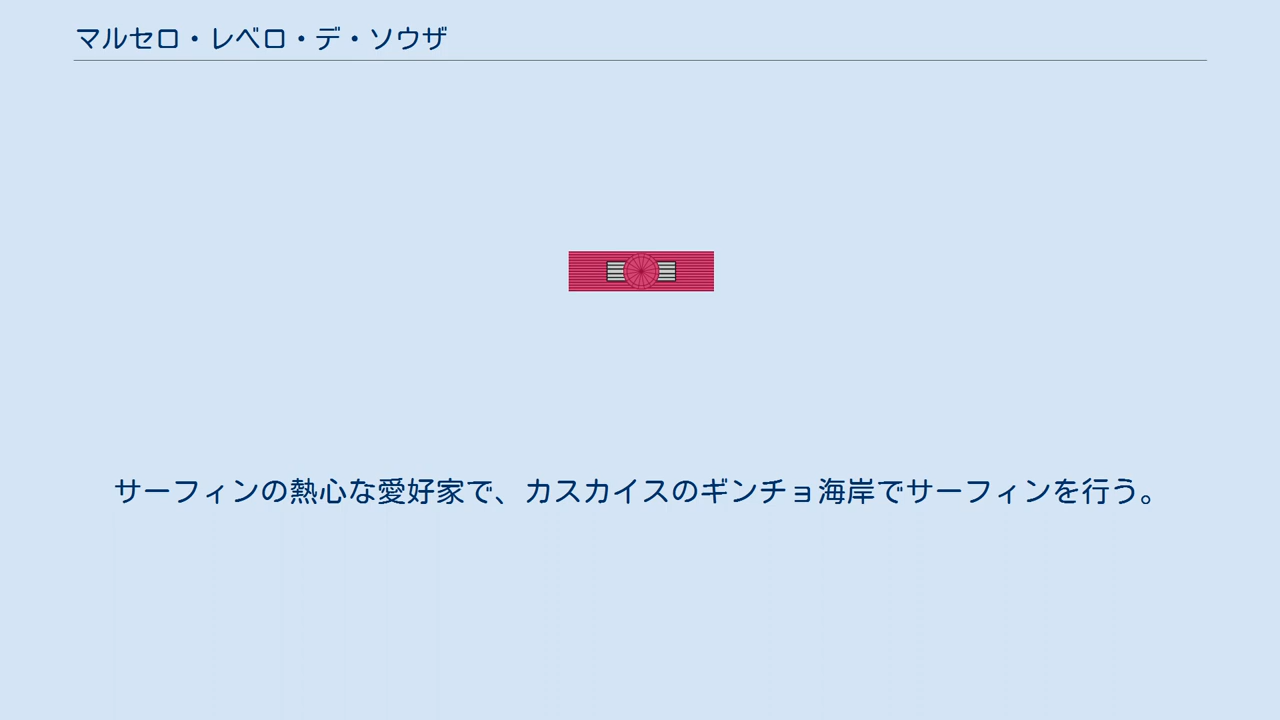 マルセロ・レベロ・デ・ソウザ
サーフィンの熱心な愛好家で、カスカイスのギンチョ海岸でサーフィンを行う。